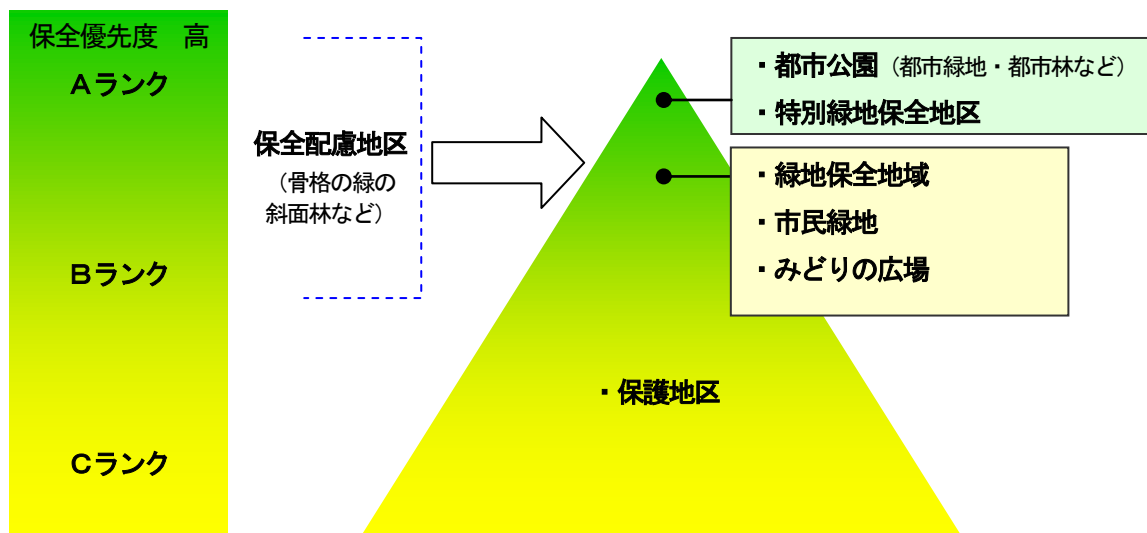 保全優先度　高
Aランク
Bランク
Cランク
保全配慮地区
（骨格の緑の
斜面林など）
・都市公園（都市緑地・都市林など）
・特別緑地保全地区
・緑地保全地域
・市民緑地
・みどりの広場
・保護地区